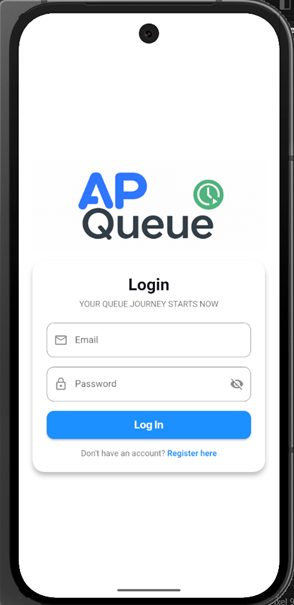 AP
Queue
Login
YOUR QUEUE JOURNEY STARTS NOW
Email
Password
Log In
Don't have an account? Register here